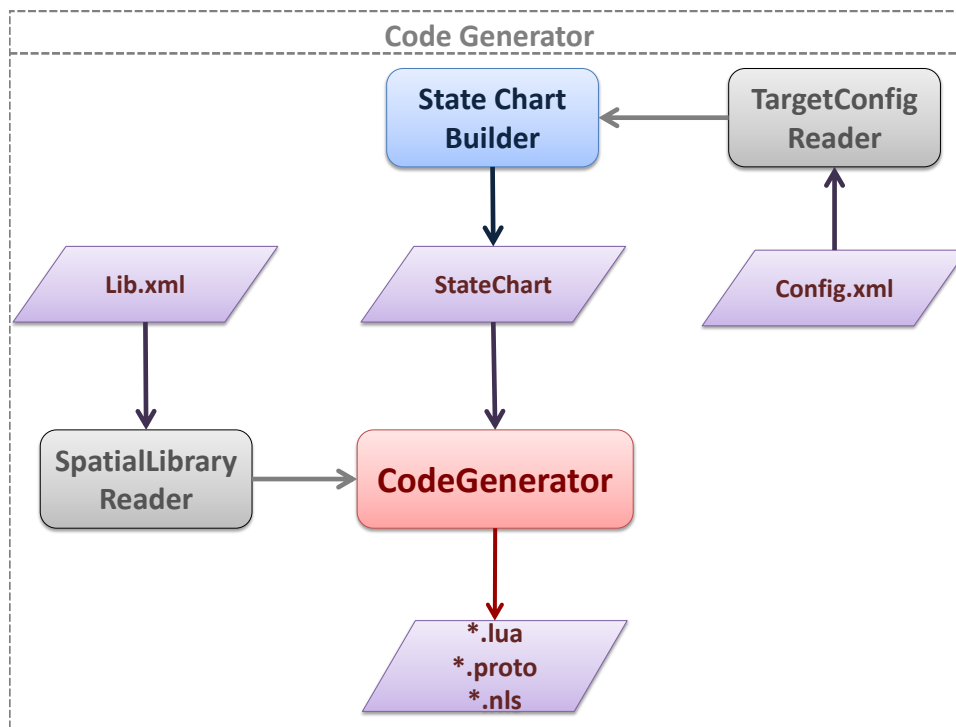 Code Generator
State Chart
Builder
TargetConfig
Reader
Lib.xml
StateChart
Config.xml
SpatialLibrary
Reader
CodeGenerator
*.lua
*.proto
*.nls